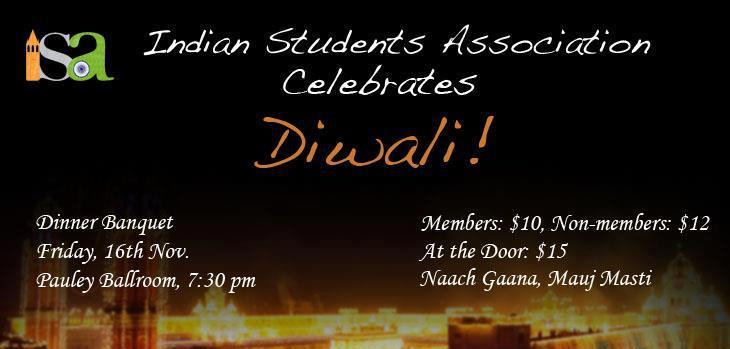 isa
Indian Students Association
Celebrates
Diwali!
Dinner Banquet
Friday, 16th Nov.
Pauley Ballroom, 7:30 pm
Members: $10, Non-members: $12
At the Door: $15
Naach Gaana, Mauj Masti